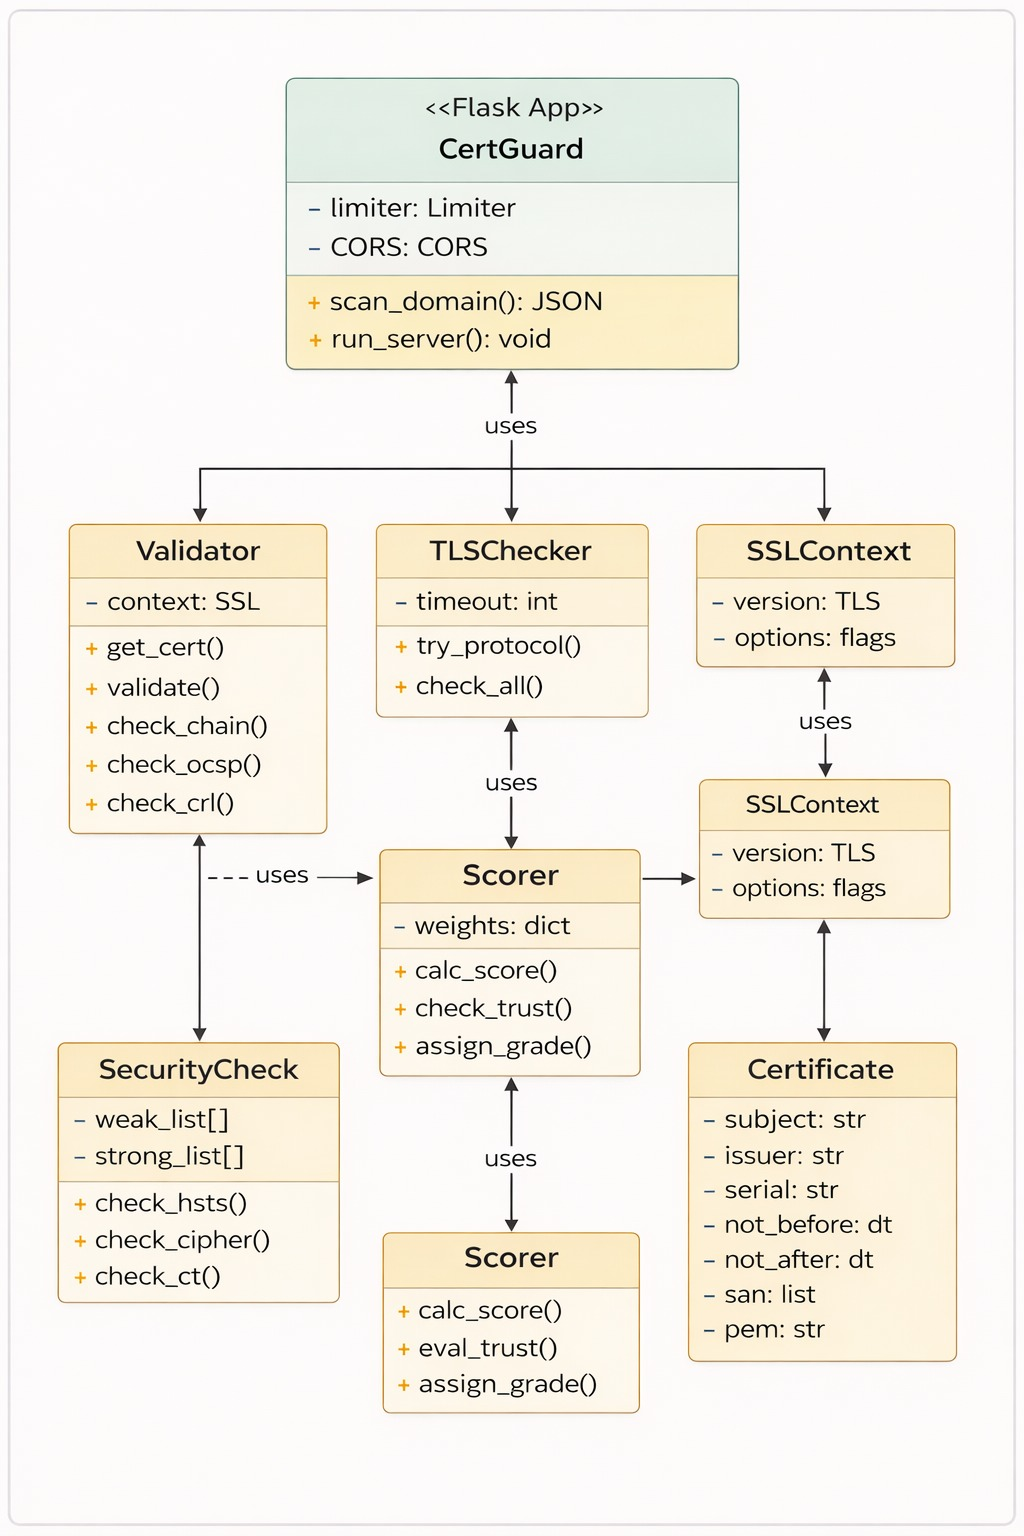 <<Flask App>>
CertGuard
– limiter: Limiter
– CORS: CORS
+ scan_domain(): JSON
+ run_server(): void
uses
Validator
– context: SSL
+ get_cert()
+ validate()
+ check_chain()
+ check_ocsp()
+ check_crl()
TLSChecker
– timeout: int
+ try_protocol()
+ check_all()
SSLContext
– version: TLS
– options: flags
uses
uses
SSLContext
– version: TLS
– options: flags
uses
Scorer
– weights: dict
+ calc_score()
+ check_trust()
+ assign_grade()
SecurityCheck
– weak_list[]
– strong_list[]
+ check_hsts()
+ check_cipher()
+ check_ct()
uses
Certificate
– subject: str
– issuer: str
– serial: str
– not_before: dt
– not_after: dt
– san: list
– pem: str
Scorer
+ calc_score()
+ eval_trust()
+ assign_grade()